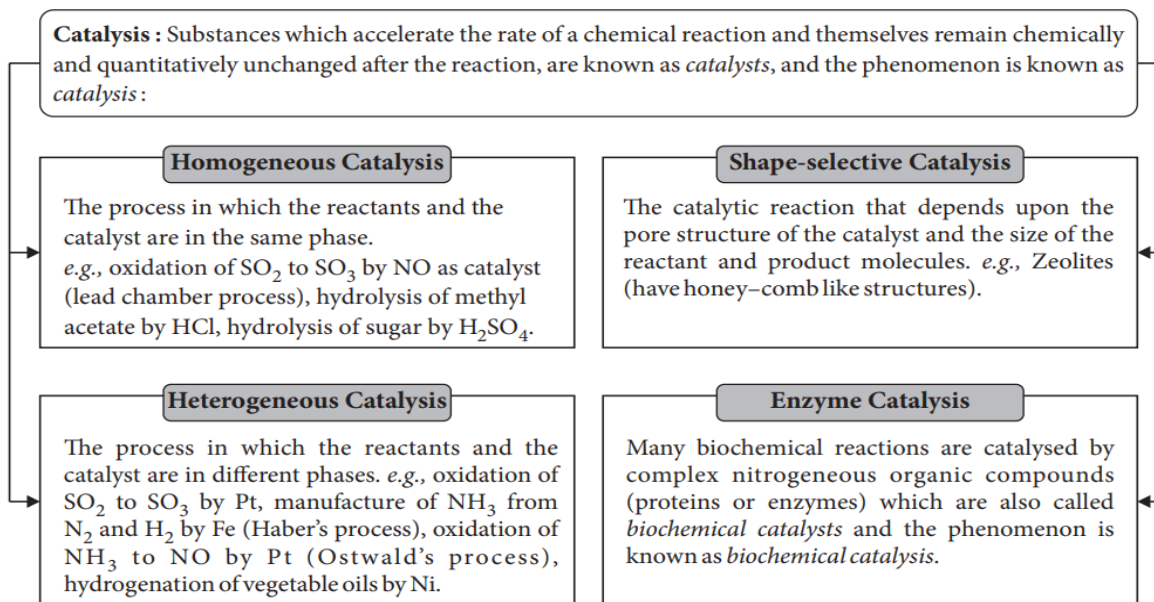 Catalysis : Substances which accelerate the rate of a chemical reaction and themselves remain chemically
and quantitatively unchanged after the reaction, are known as catalysts, and the phenomenon is known as
catalysis :
Homogeneous Catalysis
The process in which the reactants and the
catalyst are in the same phase.
e.g., oxidation of SO₂ to SO₃ by NO as catalyst
(lead chamber process), hydrolysis of methyl
acetate by HCl, hydrolysis of sugar by H₂SO₄.
Shape-selective Catalysis
The catalytic reaction that depends upon the
pore structure of the catalyst and the size of the
reactant and product molecules. e.g., Zeolites
(have honey–comb like structures).
Heterogeneous Catalysis
The process in which the reactants and the
catalyst are in different phases. e.g., oxidation of
SO₂ to SO₃ by Pt, manufacture of NH₃ from
N₂ and H₂ by Fe (Haber's process), oxidation of
NH₃ to NO by Pt (Ostwald's process),
hydrogenation of vegetable oils by Ni.
Enzyme Catalysis
Many biochemical reactions are catalysed by
complex nitrogeneous organic compounds
(proteins or enzymes) which are also called
biochemical catalysts and the phenomenon is
known as biochemical catalysis.